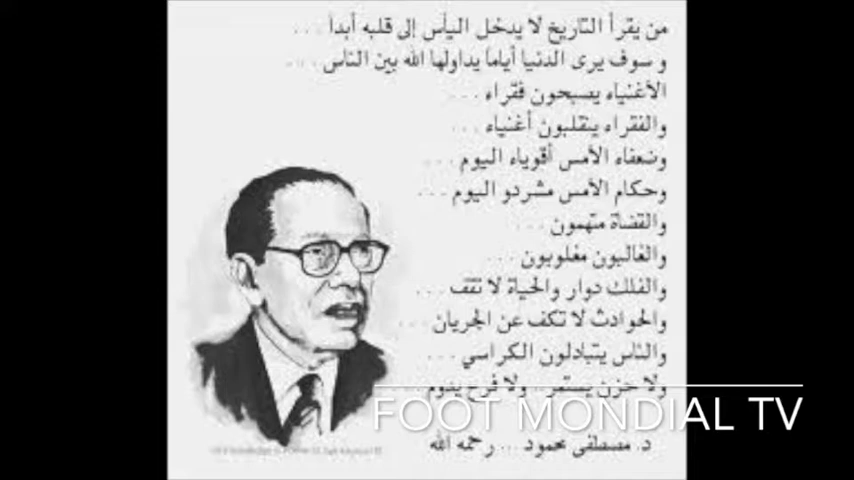 من يقرأ التاريخ لا يدخل اليأس إلى قلبه أبدا . . .
و سوف يرى الدنيا أياما يداولها الله بين الناس . . .
الأغنياء يصبحون فقراء . . .
والفقراء ينقلبون أغنياء . . .
وضعفاء الأمس أقوياء اليوم . . .
وحكام الأمس مشردو اليوم . . .
والقضاة متهمون . . .
والغالبون مغلوبون . . .
والفلك دوار والحياة لا تقف . . .
والحوادث لا تكف عن الجريان . . .
والناس يتبادلون الكراسي . . .
ولا حزن يستمر . . ولا فرح يدوم . . .
FOOT MONDIAL TV
د. مصطفى محمود . . . رحمه الله